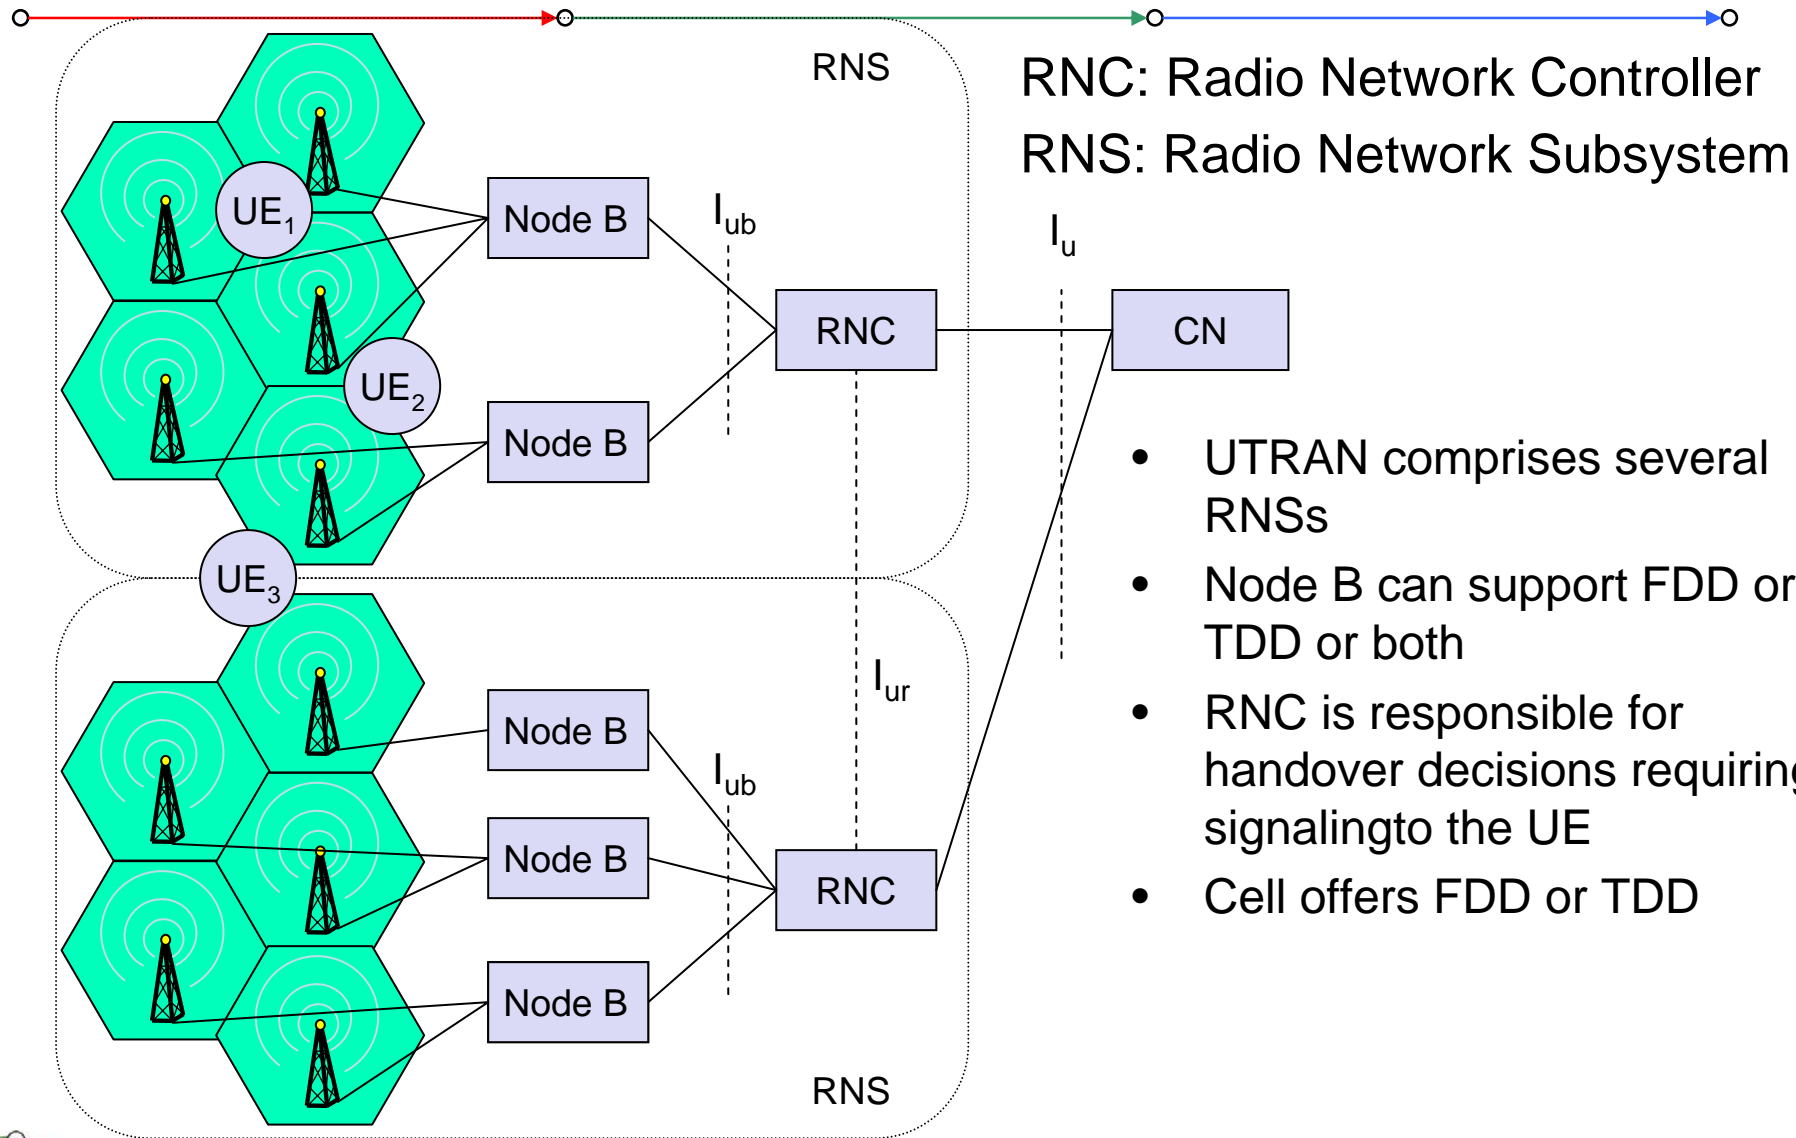 RNS
RNC: Radio Network Controller
RNS: Radio Network Subsystem
UE1
Node B
Iub
Iu
RNC
CN
UE2
Node B
• UTRAN comprises several
RNSs
• Node B can support FDD or
TDD or both
• RNC is responsible for
handover decisions requiring
signalingto the UE
• Cell offers FDD or TDD
UE3
Iur
Node B
Iub
Node B
RNC
Node B
RNS